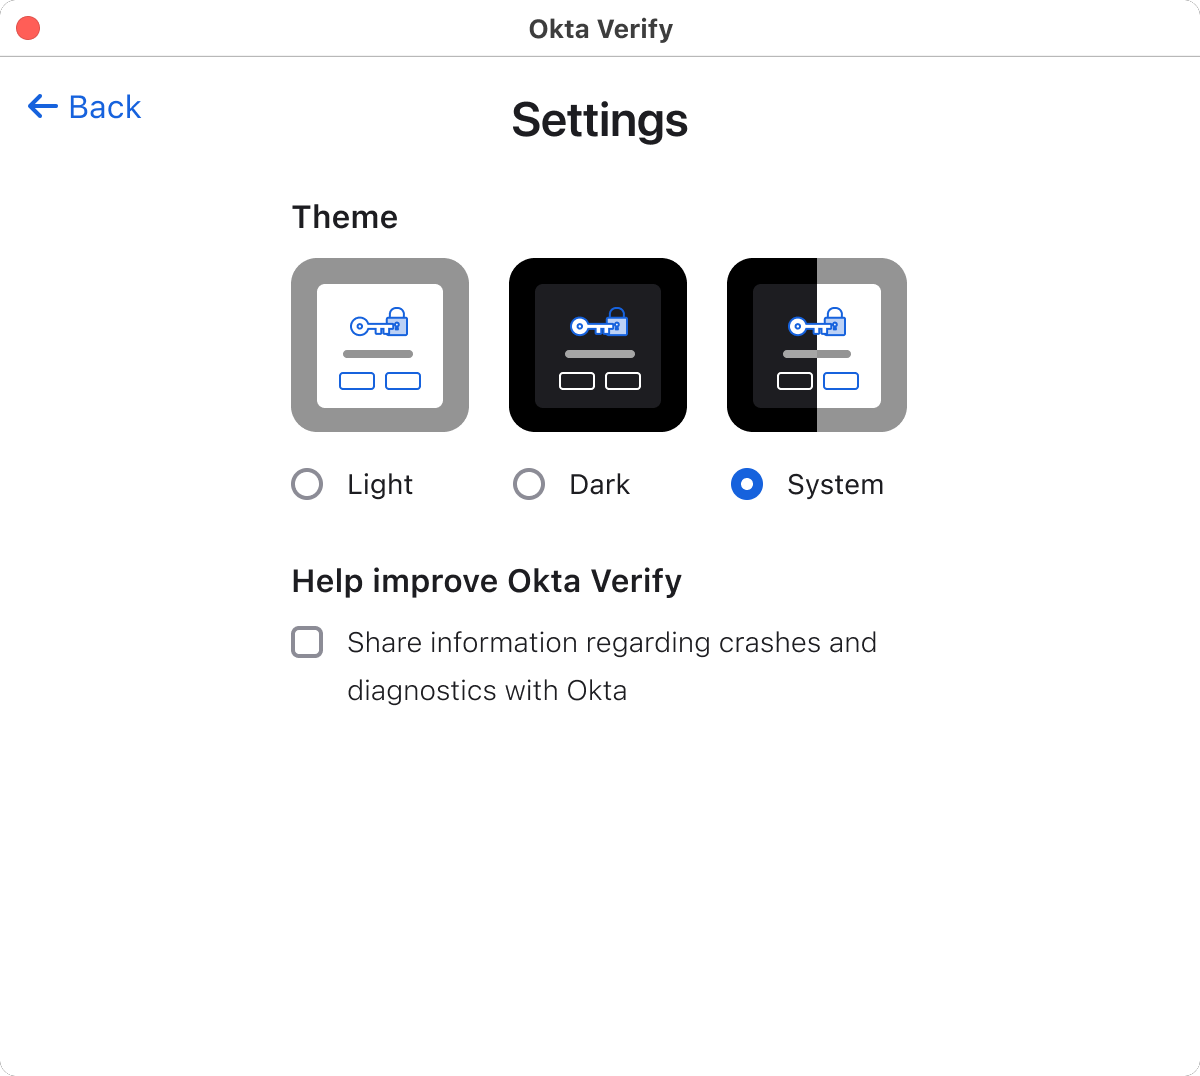 Okta Verify
Back
Settings
Theme
Light
Dark
System
Help improve Okta Verify
Share information regarding crashes and
diagnostics with Okta